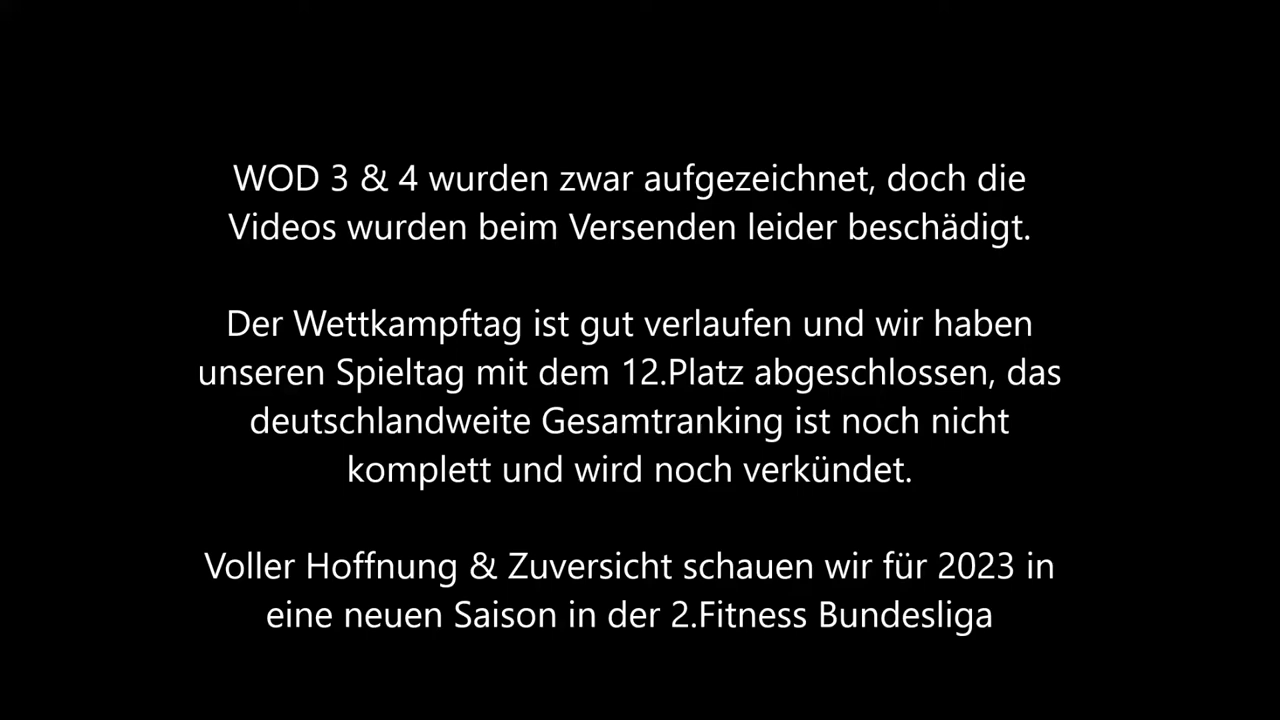 WOD 3 & 4 wurden zwar aufgezeichnet, doch die
Videos wurden beim Versenden leider beschädigt.
Der Wettkampftag ist gut verlaufen und wir haben
unseren Spieltag mit dem 12.Platz abgeschlossen, das
deutschlandweite Gesamtranking ist noch nicht
komplett und wird noch verkündet.
Voller Hoffnung & Zuversicht schauen wir für 2023 in
eine neuen Saison in der 2.Fitness Bundesliga